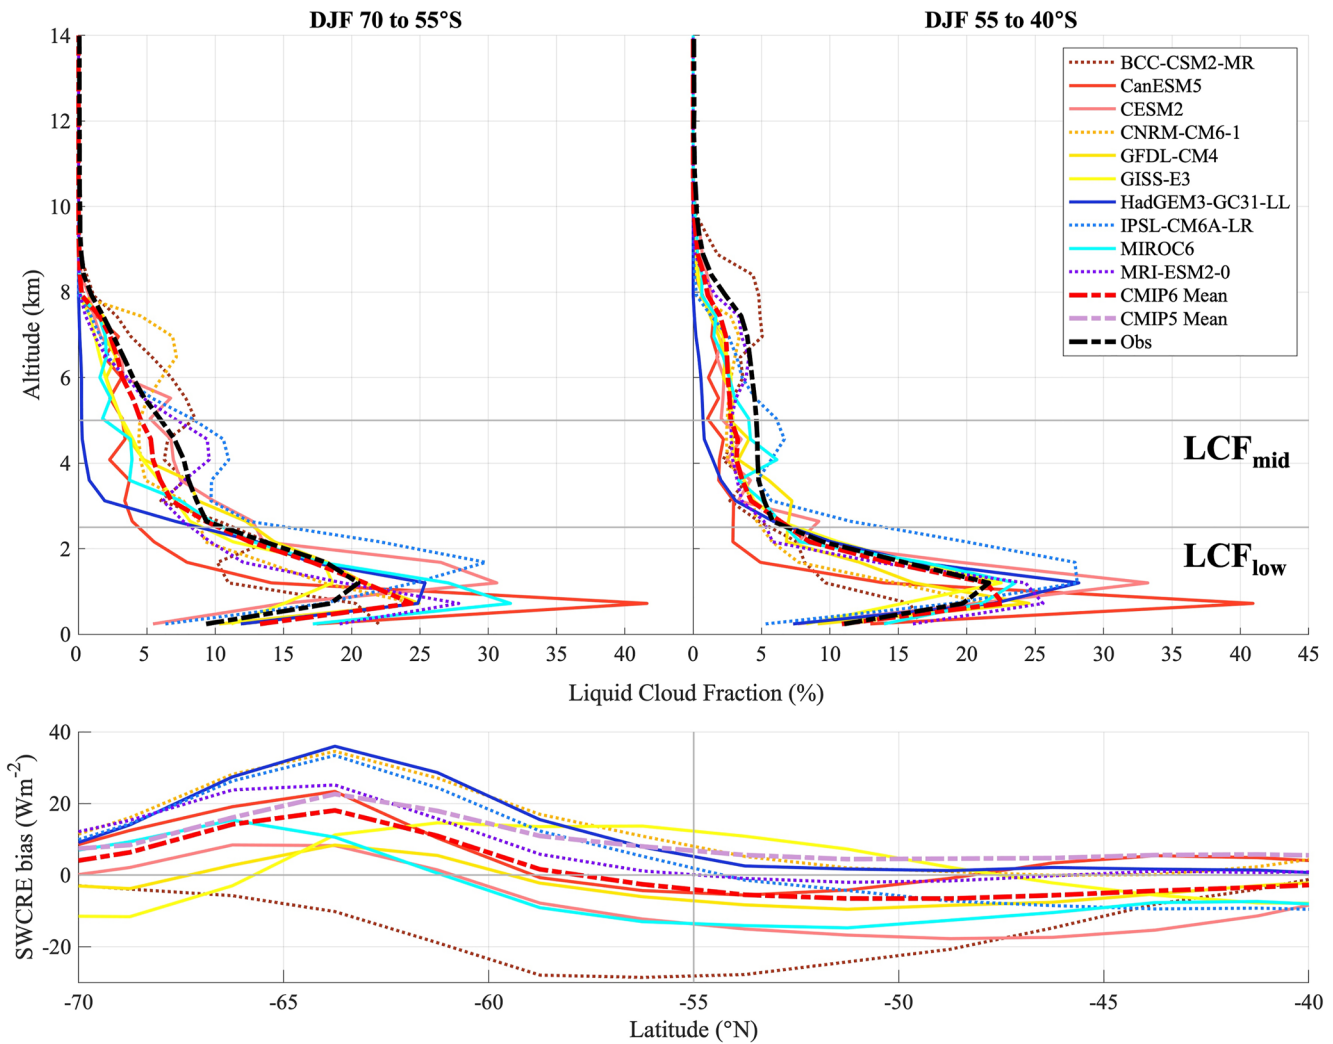 DJF 70 to 55°S
DJF 55 to 40°S
14
12
10
8
6
4
2
0
Altitude (km)
BCC-CSM2-MR
CanESM5
CESM2
CNRM-CM6-1
GFDL-CM4
GISS-E3
HadGEM3-GC31-LL
IPSL-CM6A-LR
MIROC6
MRI-ESM2-0
CMIP6 Mean
CMIP5 Mean
Obs
LCFmid
LCFlow
0 5 10 15 20 25 30 35 40
0 5 10 15 20 25 30 35 40 45
Liquid Cloud Fraction (%)
40
20
0
-20
SWCRE bias (Wm-2)
-70 -65 -60 -55 -50 -45 -40
Latitude (°N)